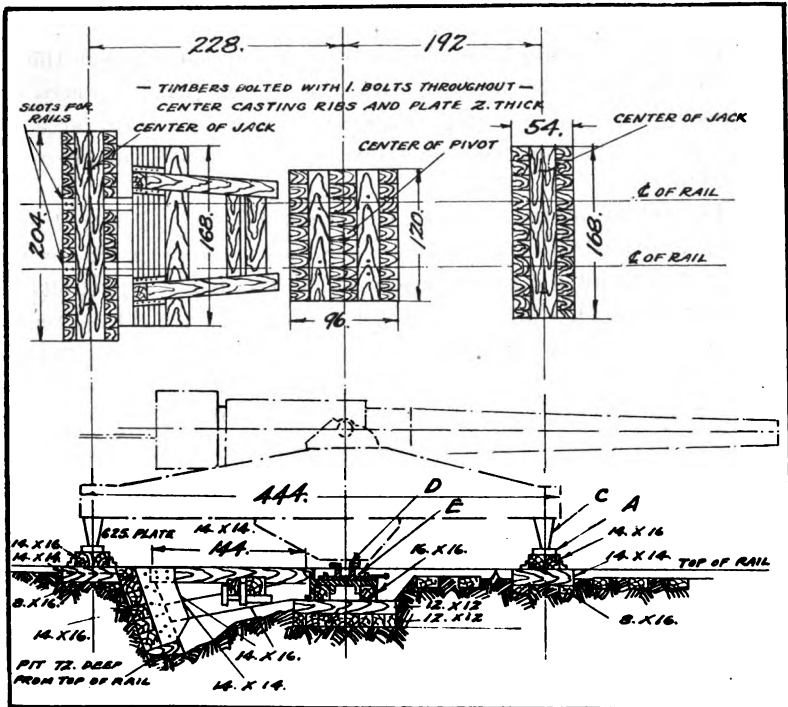 228.
192
— TIMBERS BOLTED WITH 1. BOLTS THROUGHOUT —
CENTER CASTING RIBS AND PLATE 2. THICK
SLOTS FOR
RAILS
CENTER OF JACK
CENTER OF PIVOT
54.
CENTER OF JACK
204.
168.
120.
168.
℄ OF RAIL
℄ OF RAIL
96.
444.
D
E
C
A
.625. PLATE
14. X 14.
144.
14. X 16.
14. X 14.
14. X 16
14. X 14.
16. X 16.
TOP OF RAIL
8. X 16.
14. X 16.
12. X 12
12. X 12
8. X 16.
14. X 16.
14. X 14.
PIT 72. DEEP
FROM TOP OF RAIL